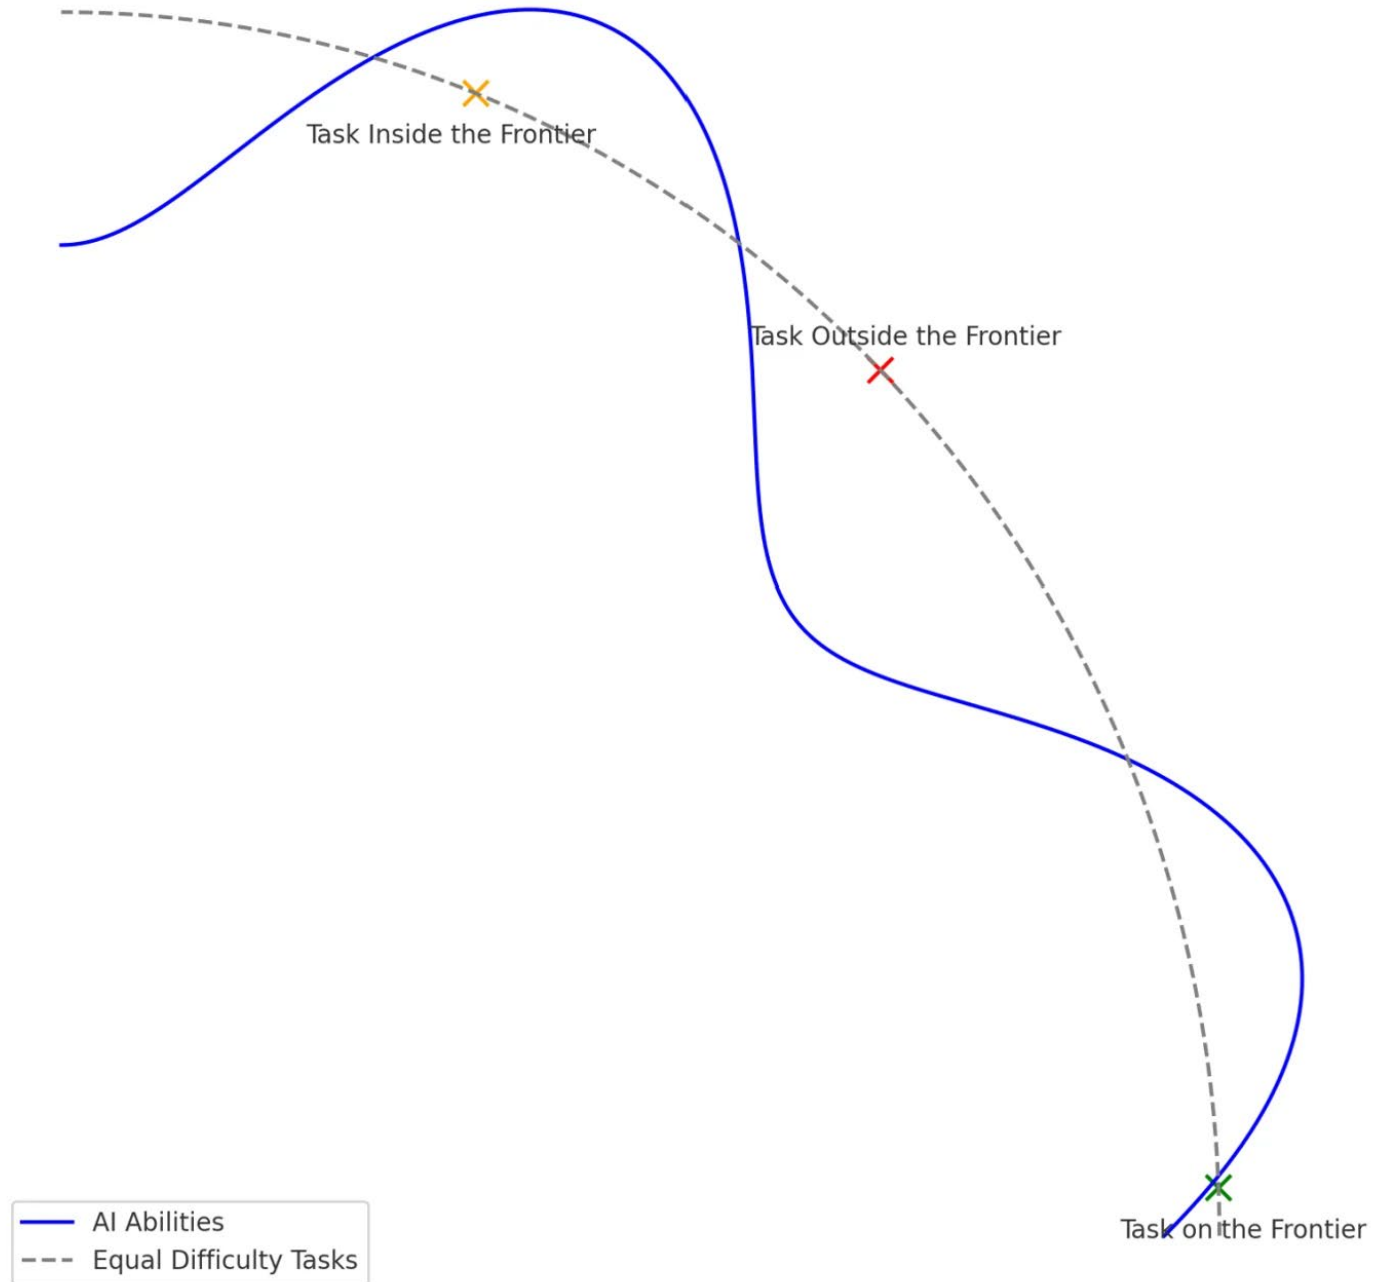 Task Inside the Frontier
Task Outside the Frontier
Task on the Frontier
AI Abilities
Equal Difficulty Tasks